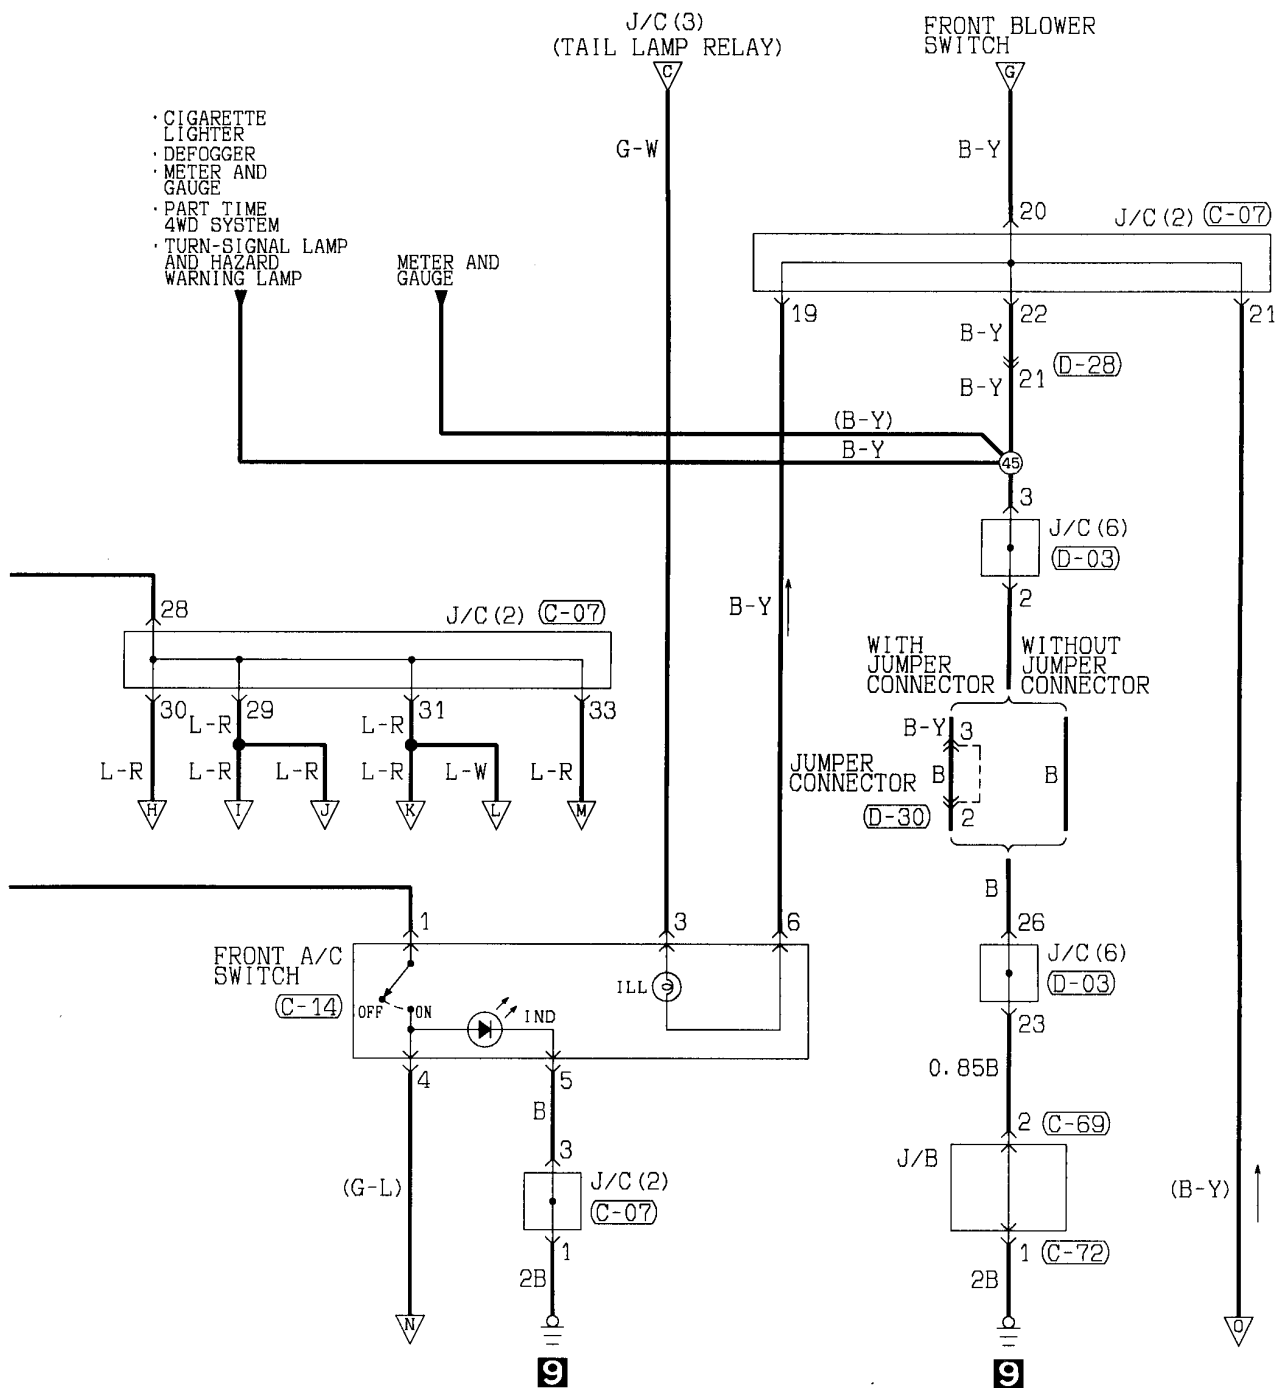 J/C(3)
(TAIL LAMP RELAY)
C
FRONT BLOWER
SWITCH
G
· CIGARETTE
LIGHTER
· DEFOGGER
· METER AND
GAUGE
· PART TIME
4WD SYSTEM
· TURN-SIGNAL LAMP
AND HAZARD
WARNING LAMP
METER AND
GAUGE
G-W
B-Y
20
J/C(2) C-07
19
22
21
B-Y
D-28
B-Y 21
(B-Y)
B-Y
45
3
J/C(6)
D-03
2
28
J/C(2) C-07
B-Y
WITH
JUMPER
CONNECTOR
WITHOUT
JUMPER
CONNECTOR
30 29 31 33
L-R L-R
L-R L-R L-R L-R L-W L-R
H I J K L M
B-Y 3
JUMPER
CONNECTOR
B
B
D-30 2
B
1 3 6 26
FRONT A/C
SWITCH
C-14
OFF ON
IND
ILL
J/C(6)
D-03
23
4 5
0.85B
B
3
2 C-69
J/B
J/C(2)
C-07
(G-L)
(B-Y)
1
1 C-72
2B
2B
N
O
9
9